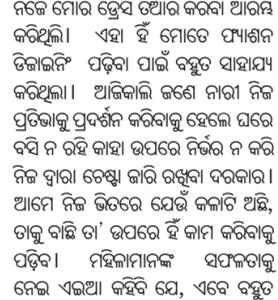 ନିଜେ ମୋର ଡ୍ରେସ ତିଆରି କରିବା ଆରମ୍ଭ
କରିଥିଲି। ଏହା ହିଁ ମୋତେ ଫ୍ୟାଶନ
ଡିଜାଇନିଂ ପଢ଼ିବା ପାଇଁ ବହୁତ ସାହାଯ୍ୟ
କରିଥିଲା। ଆଜିକାଲି ଜଣେ ନାରୀ ନିଜ
ପ୍ରତିଭାକୁ ପ୍ରଦର୍ଶନ କରିବାକୁ ହେଲେ ଘରେ
ବସି ନ ରହି କାହା ଉପରେ ନିର୍ଭର ନ କରି
ନିଜ ଦ୍ୱାରା ଚେଷ୍ଟା ଜାରି ରଖିବା ଦରକାର।
ଆମେ ନିଜ ଭିତରେ ଯେଉଁ କଳାଟି ଅଛି,
ତାକୁ ବାଛି ତା' ଉପରେ ହିଁ କାମ କରିବାକୁ
ପଡ଼ିବ। ମହିଳାମାନଙ୍କ ସଫଳତାକୁ
ନେଇ ଏଇଆ କହିବି ଯେ, ଏବେ ବହୁତ